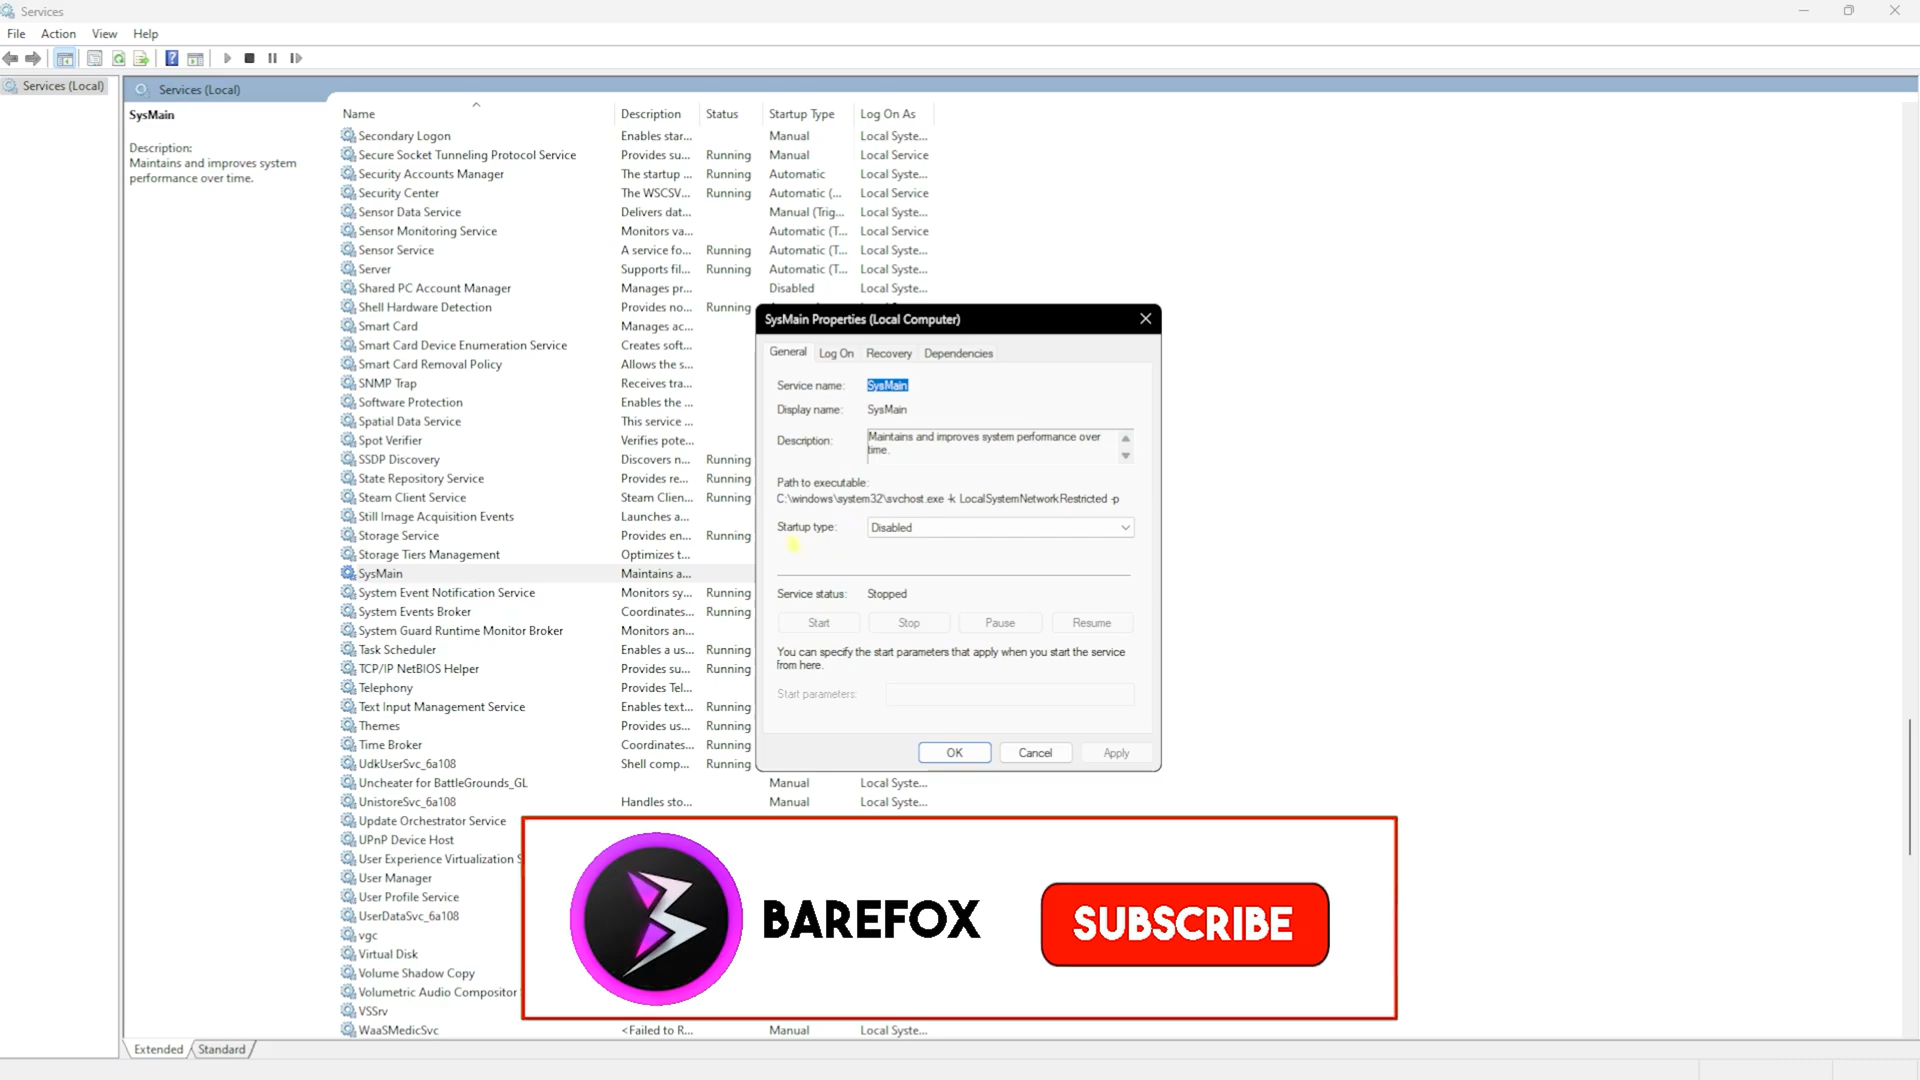 Services
File Action View Help
Services (Local)
Services (Local)
SysMain
Description:
Maintains and improves system
performance over time.
Name Description Status Startup Type Log On As
Secondary Logon Enables star... Manual Local Syste...
Secure Socket Tunneling Protocol Service Provides su... Running Manual Local Service
Security Accounts Manager The startup ... Running Automatic Local Syste...
Security Center The WSCSV... Running Automatic (... Local Service
Sensor Data Service Delivers dat... Manual (Trig... Local Syste...
Sensor Monitoring Service Monitors va... Automatic (T... Local Service
Sensor Service A service fo... Running Automatic (T... Local Syste...
Server Supports fil... Running Automatic (T... Local Syste...
Shared PC Account Manager Manages pr... Disabled Local Syste...
Shell Hardware Detection Provides no... Running
Smart Card Manages ac...
Smart Card Device Enumeration Service Creates soft...
Smart Card Removal Policy Allows the s...
SNMP Trap Receives tra...
Software Protection Enables the ...
Spatial Data Service This service ...
Spot Verifier Verifies pote...
SSDP Discovery Discovers n... Running
State Repository Service Provides re... Running
Steam Client Service Steam Clien... Running
Still Image Acquisition Events Launches a...
Storage Service Provides en... Running
Storage Tiers Management Optimizes t...
SysMain Maintains a...
System Event Notification Service Monitors sy... Running
System Events Broker Coordinates... Running
System Guard Runtime Monitor Broker Monitors an...
Task Scheduler Enables a us... Running
TCP/IP NetBIOS Helper Provides su... Running
Telephony Provides Tel...
Text Input Management Service Enables text... Running
Themes Provides us... Running
Time Broker Coordinates... Running
UdkUserSvc_6a108 Shell comp... Running
Uncheater for BattleGrounds_GL Manual Local Syste...
UnistoreSvc_6a108 Handles sto... Manual Local Syste...
Update Orchestrator Service
UPnP Device Host
User Experience Virtualization S
User Manager
User Profile Service
UserDataSvc_6a108
vgc
Virtual Disk
Volume Shadow Copy
Volumetric Audio Compositor
VSSrv
WaaSMedicSvc <Failed to R... Manual Local Syste...
Extended Standard
SysMain Properties (Local Computer)
General Log On Recovery Dependencies
Service name: SysMain
Display name: SysMain
Description: Maintains and improves system performance over
time.
Path to executable:
C:\windows\system32\svchost.exe -k LocalSystemNetworkRestricted -p
Startup type: Disabled
Service status: Stopped
Start Stop Pause Resume
You can specify the start parameters that apply when you start the service
from here.
Start parameters:
OK Cancel Apply
BAREFOX
SUBSCRIBE